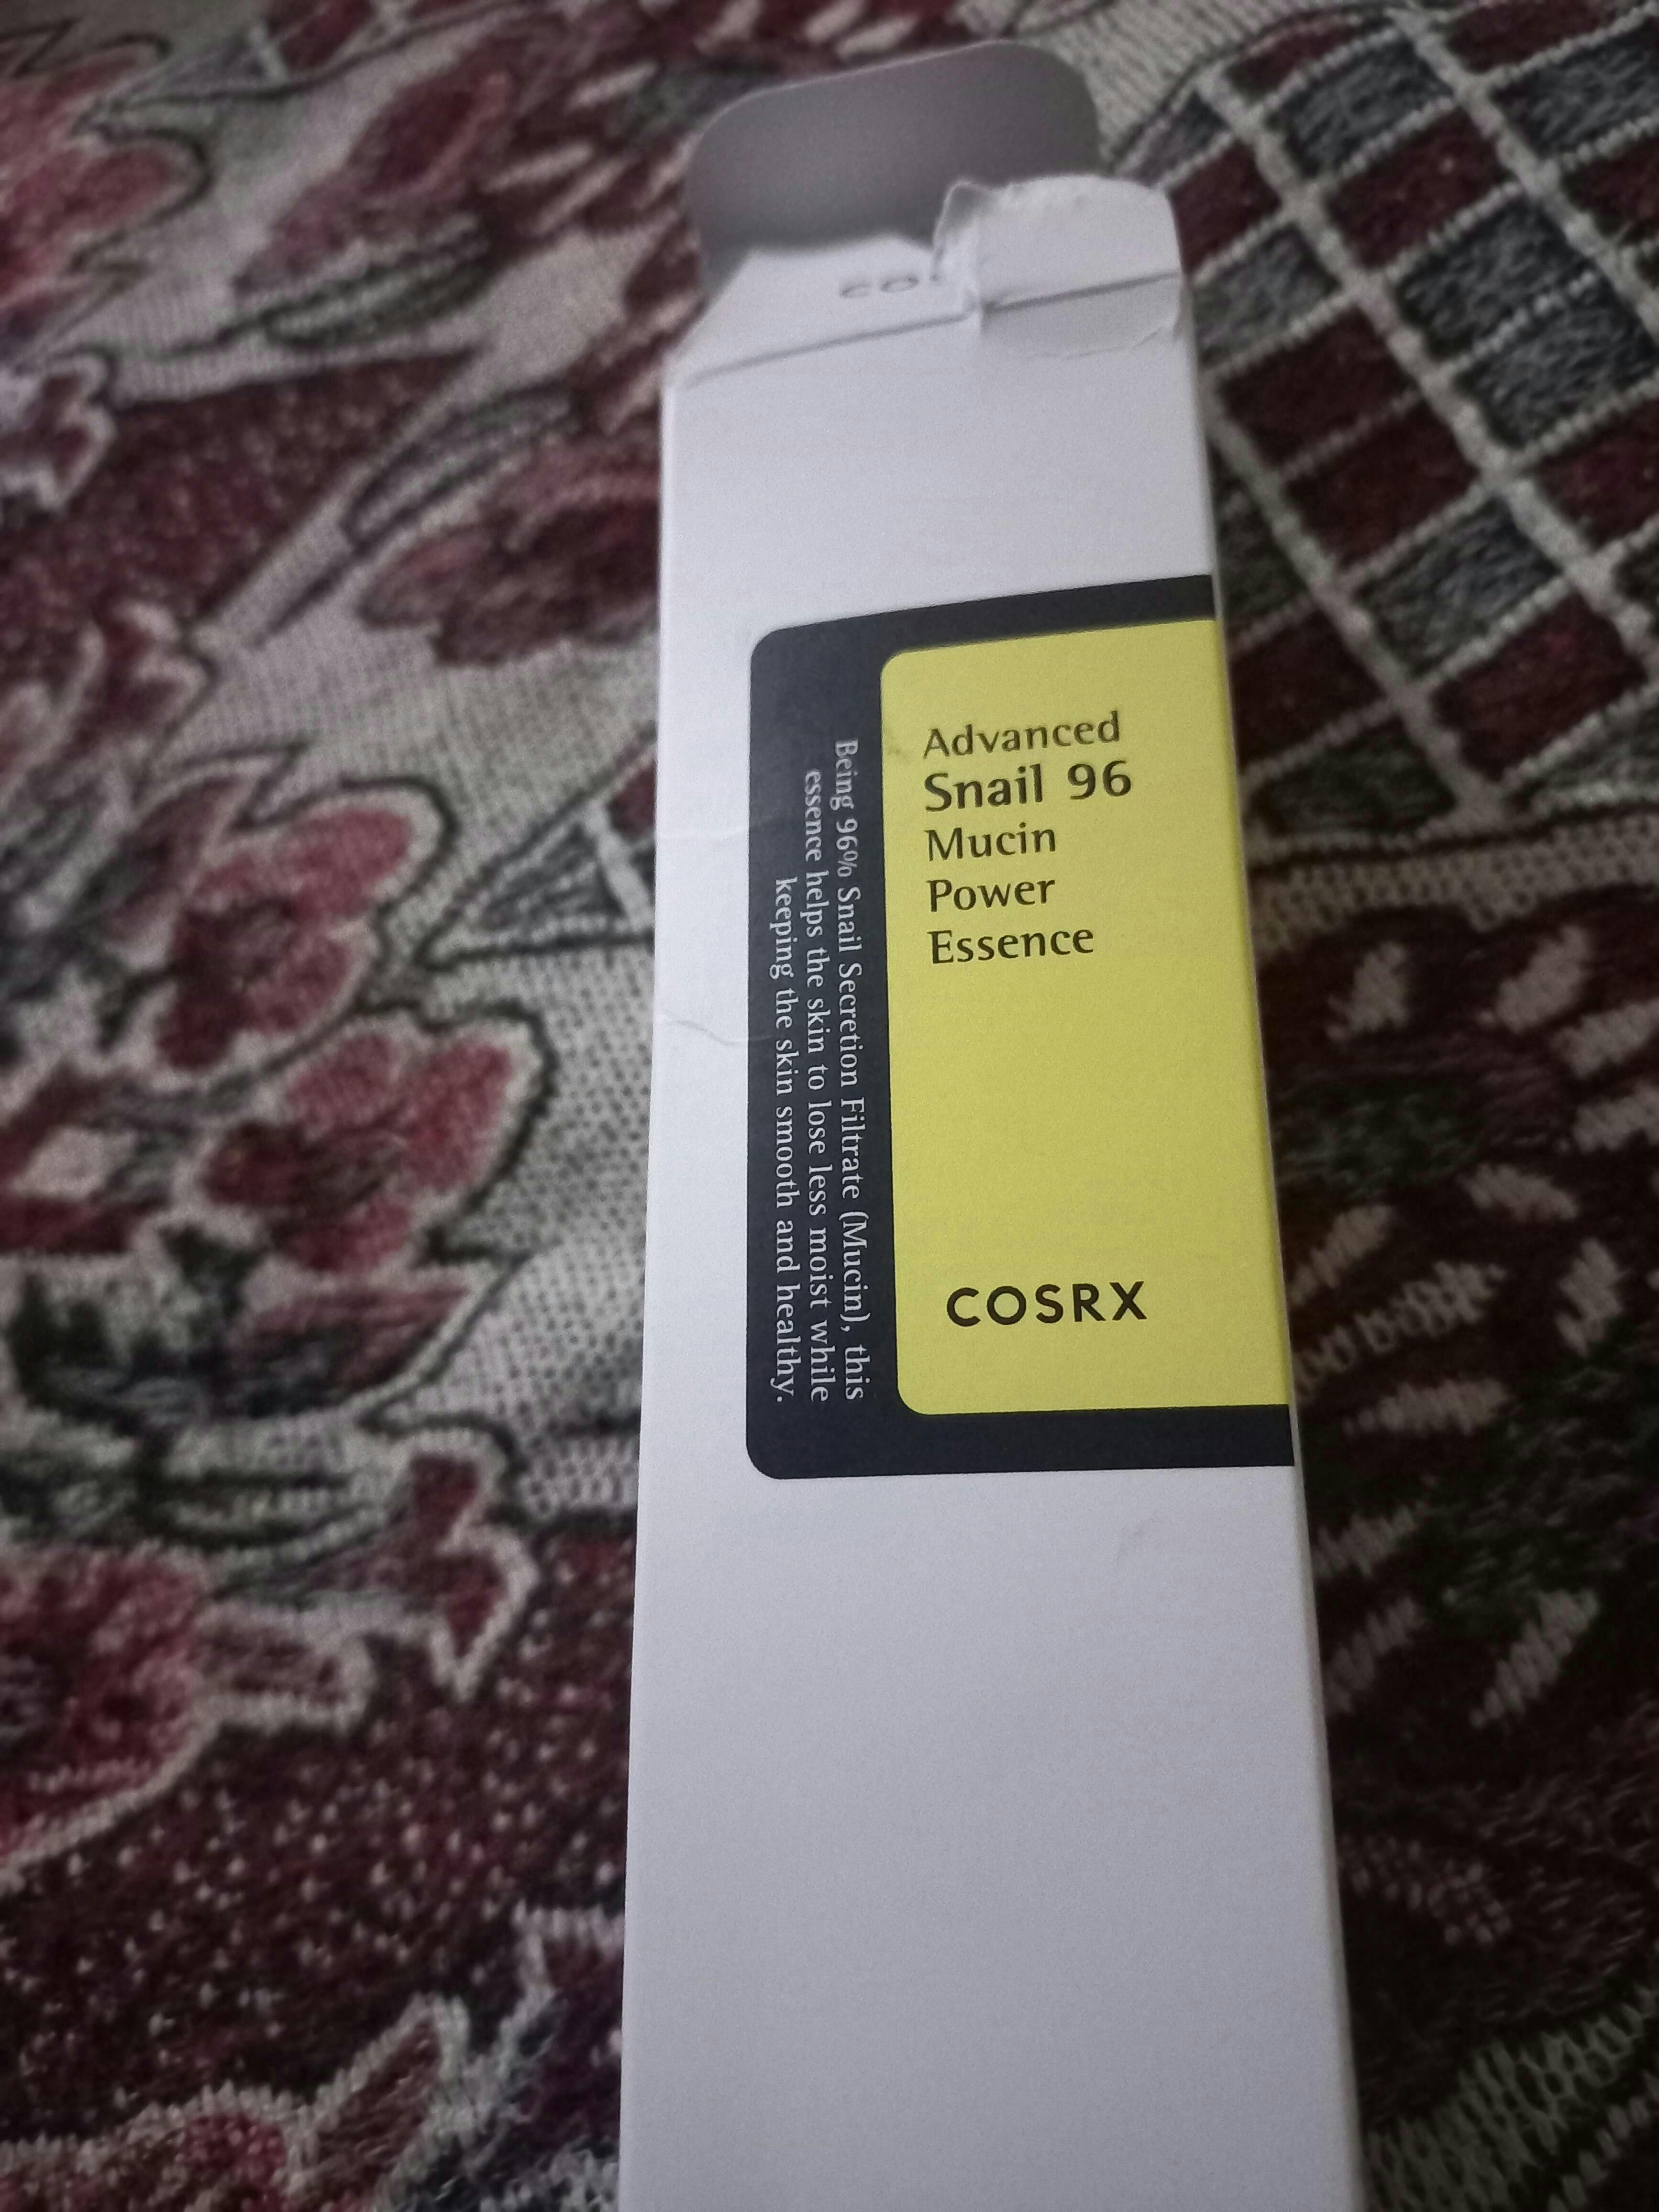 Advanced
Snail 96
Mucin
Power
Essence
COSRX
Being 96% Snail Secretion Filtrate (Mucin), this
essence helps the skin to lose less moist while
keeping the skin smooth and healthy.